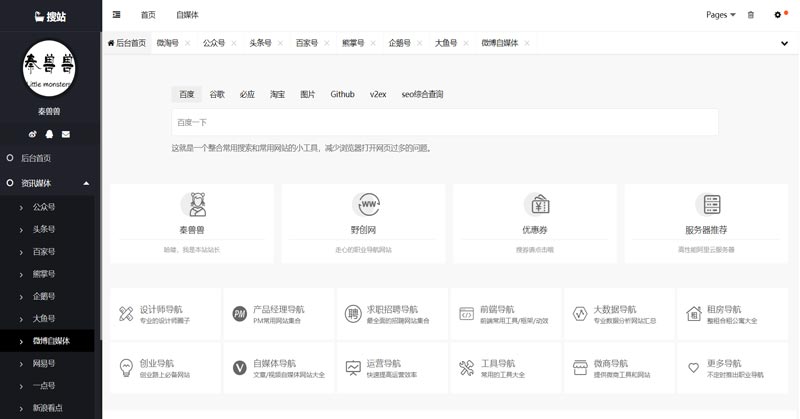 搜站
首页 自媒体
Pages
秦兽兽
Little monsters
秦兽兽
后台首页
资讯媒体
公众号
头条号
百家号
熊掌号
企鹅号
大鱼号
微博自媒体
网易号
一点号
新浪看点
后台首页 微淘号 公众号 头条号 百家号 熊掌号 企鹅号 大鱼号 微博自媒体
百度 谷歌 必应 淘宝 图片 Github v2ex seo综合查询
百度一下
这就是一个整合常用搜索和常用网站的小工具，减少浏览器打开网页过多的问题。
秦兽兽
哈喽，我是本站站长
WW
野创网
走心的职业导航网站
优惠券
搜券请点击哦
服务器推荐
高性能阿里云服务器
设计师导航
专业的设计师圈子
PM
产品经理导航
PM常用网站集合
聘
求职招聘导航
最全面的招聘网站集合
前端导航
前端常用工具/框架/动效
大数据导航
专业数据分析网站汇总
租
租房导航
整租合租公寓大全
创业导航
创业路上必备网站
V
自媒体导航
文章/视频自媒体网站大全
运营导航
快速提高运营效率
工具导航
常用的工具大全
微商导航
提供微商工具和网站
更多导航
不定时推出职业导航